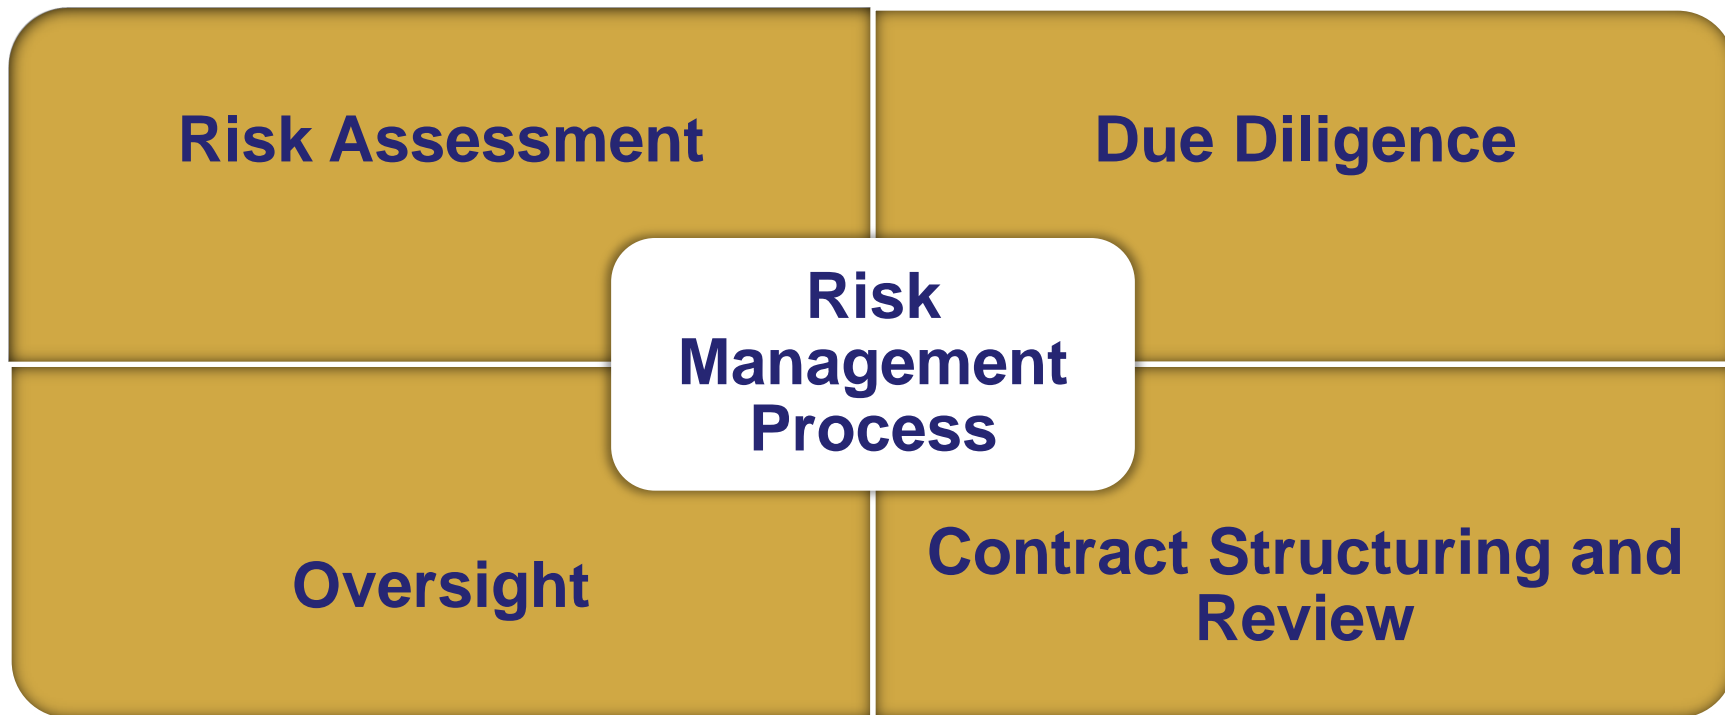 Risk Assessment
Due Diligence
Risk
Management
Process
Oversight
Contract Structuring and
Review